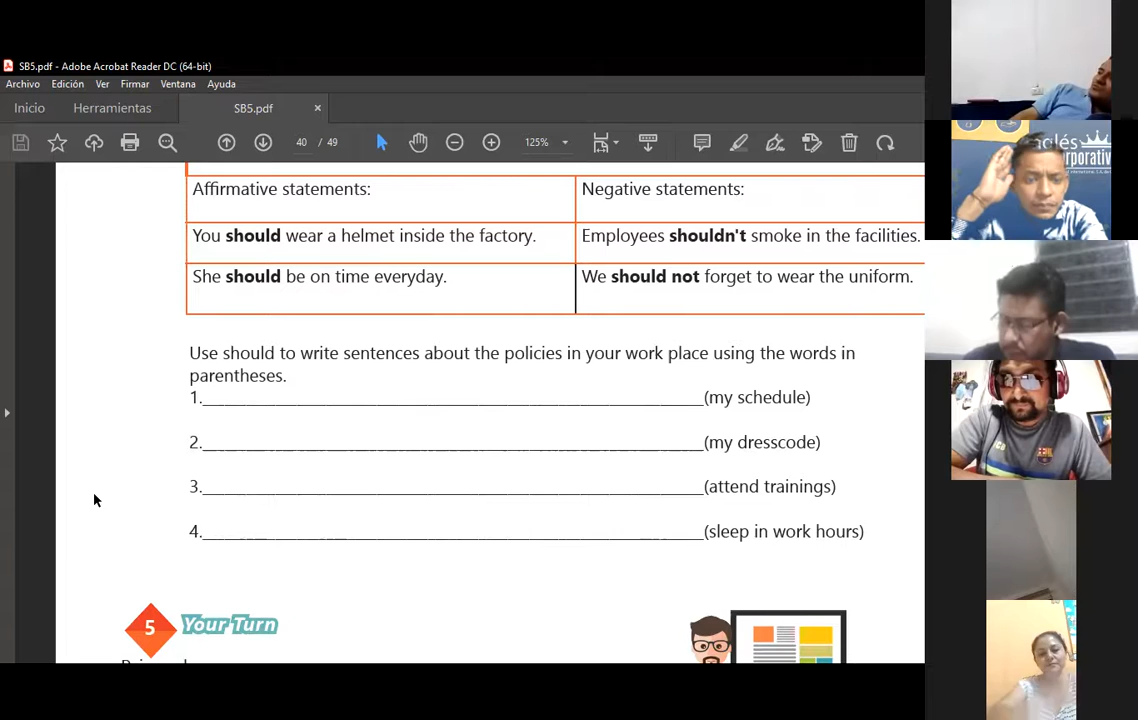 SB5.pdf - Adobe Acrobat Reader DC (64-bit)
Archivo Edición Ver Firmar Ventana Ayuda
Inicio Herramientas SB5.pdf ×
40 / 49 125%
Affirmative statements: Negative statements:
You should wear a helmet inside the factory. Employees shouldn't smoke in the facilities.
She should be on time everyday. We should not forget to wear the uniform.
Use should to write sentences about the policies in your work place using the words in
parentheses.
1.______________________________(my schedule)
2.______________________________(my dresscode)
3.______________________________(attend trainings)
4.______________________________(sleep in work hours)
5 Your Turn